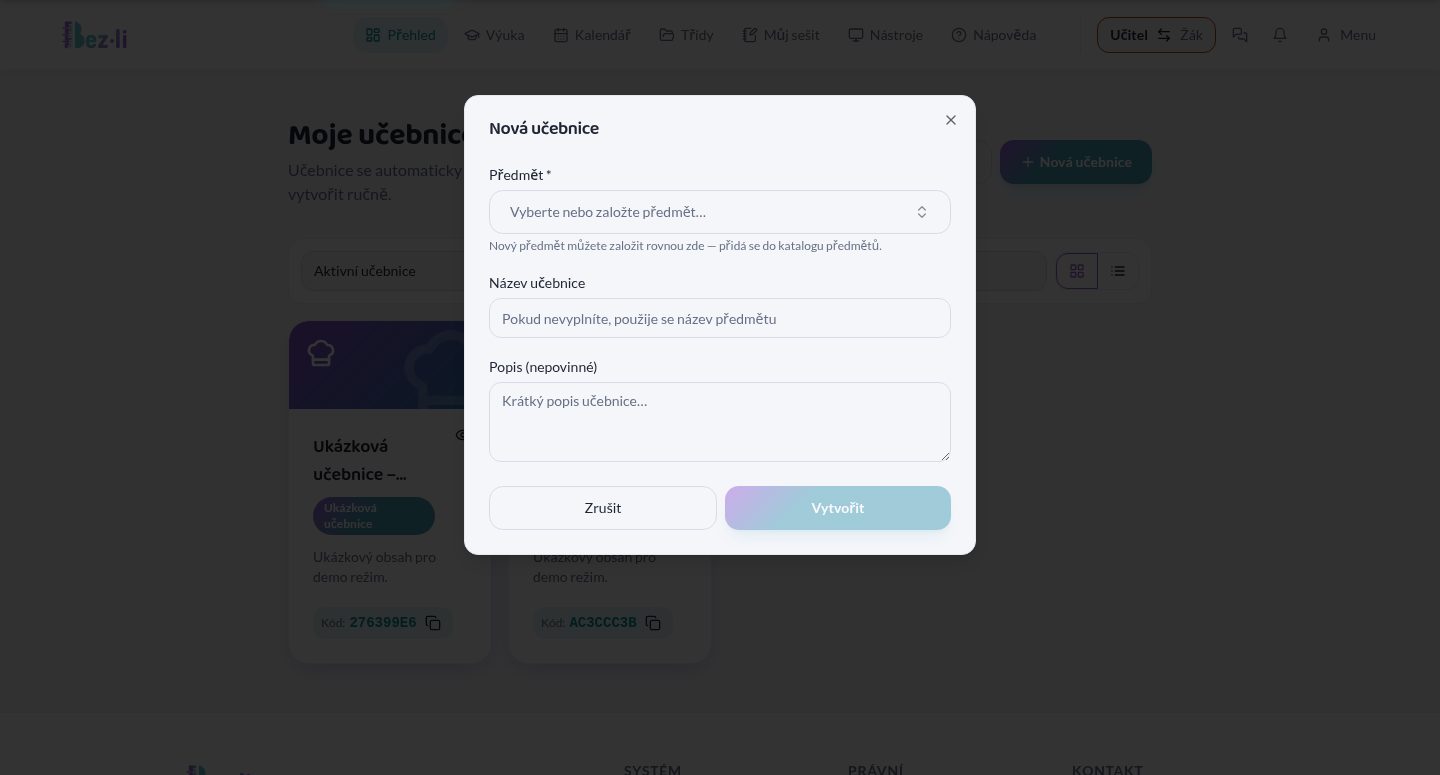 bez·li
Přehled
Výuka
Kalendář
Třídy
Můj sešit
Nástroje
Nápověda
Učitel
Žák
Menu
Moje učebnice
Učebnice se automaticky
vytvořit ručně.
+ Nová učebnice
Aktivní učebnice
Nová učebnice
Předmět *
Vyberte nebo založte předmět...
Nový předmět můžete založit rovnou zde — přidá se do katalogu předmětů.
Název učebnice
Pokud nevyplníte, použije se název předmětu
Popis (nepovinné)
Krátký popis učebnice...
Zrušit
Vytvořit
Ukázková
učebnice –...
Ukázková
učebnice
Ukázkový obsah pro
demo režim.
Kód: 276399E6
Ukázkový obsah pro
demo režim.
Kód: AC3CCC3B
SYSTÉM
PRÁVNÍ
KONTAKT